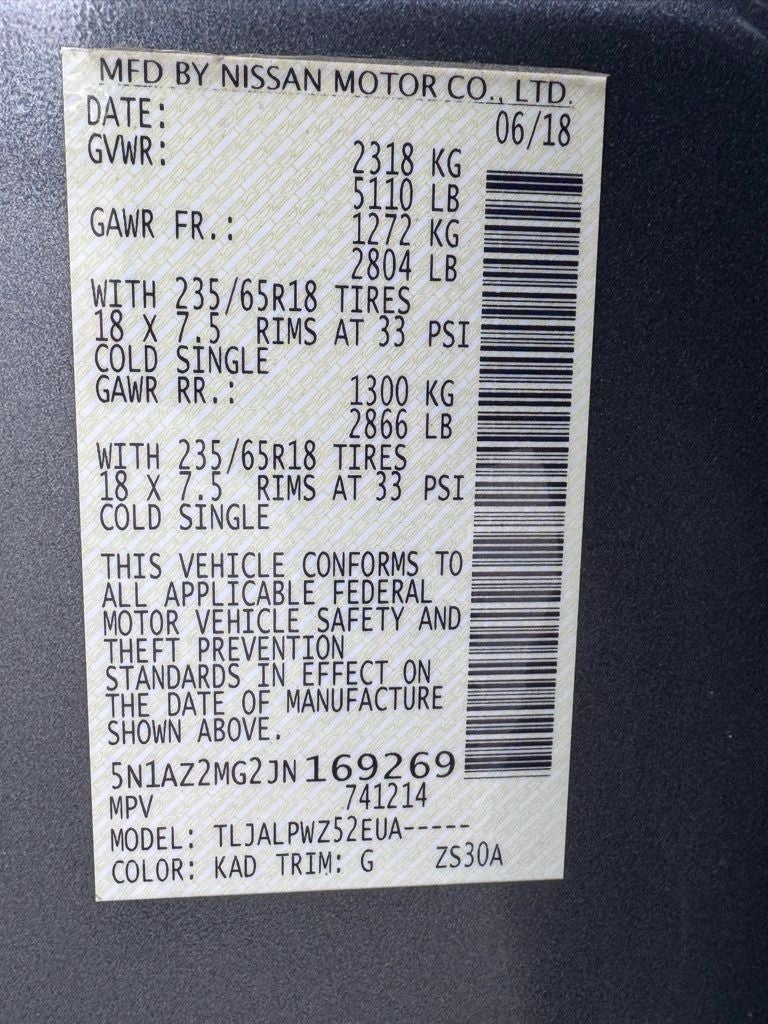 MFD BY NISSAN MOTOR CO., LTD.
DATE: 06/18
GVWR: 2318 KG
5110 LB
GAWR FR.: 1272 KG
2804 LB
WITH 235/65R18 TIRES
18 X 7.5 RIMS AT 33 PSI
COLD SINGLE
GAWR RR.: 1300 KG
2866 LB
WITH 235/65R18 TIRES
18 X 7.5 RIMS AT 33 PSI
COLD SINGLE
THIS VEHICLE CONFORMS TO
ALL APPLICABLE FEDERAL
MOTOR VEHICLE SAFETY AND
THEFT PREVENTION
STANDARDS IN EFFECT ON
THE DATE OF MANUFACTURE
SHOWN ABOVE.
5N1AZ2MG2JN169269
MPV 741214
MODEL: TLJALPWZ52EUA-----
COLOR: KAD TRIM: G ZS30A